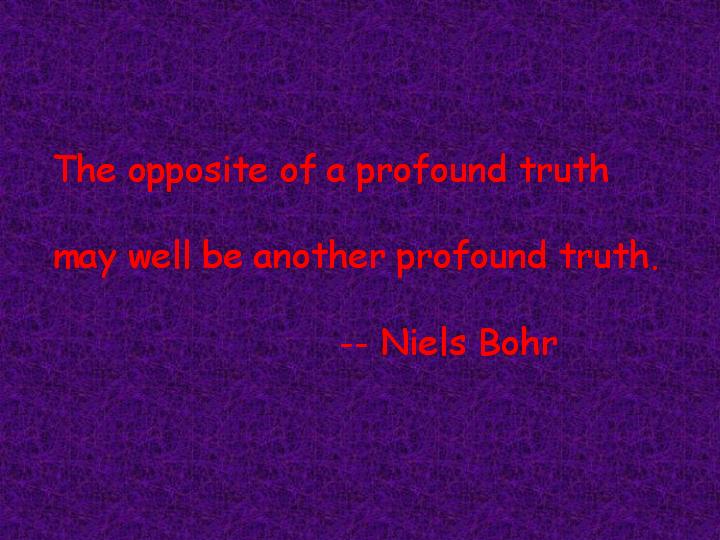 The opposite of a profound truth
may well be another profound truth.
-- Niels Bohr